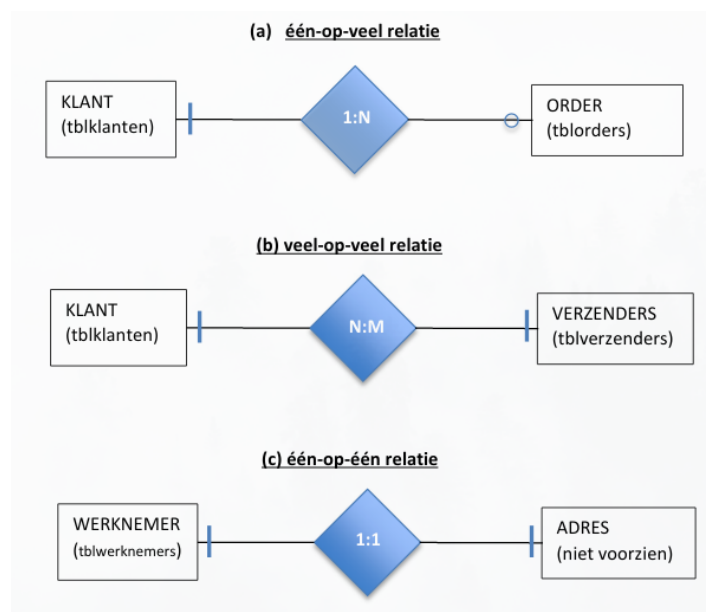 (a) één-op-veel relatie
KLANT
(tblklanten)
1:N
ORDER
(tblorders)
(b) veel-op-veel relatie
KLANT
(tblklanten)
N:M
VERZENDERS
(tblverzenders)
(c) één-op-één relatie
WERKNEMER
(tblwerknemers)
1:1
ADRES
(niet voorzien)